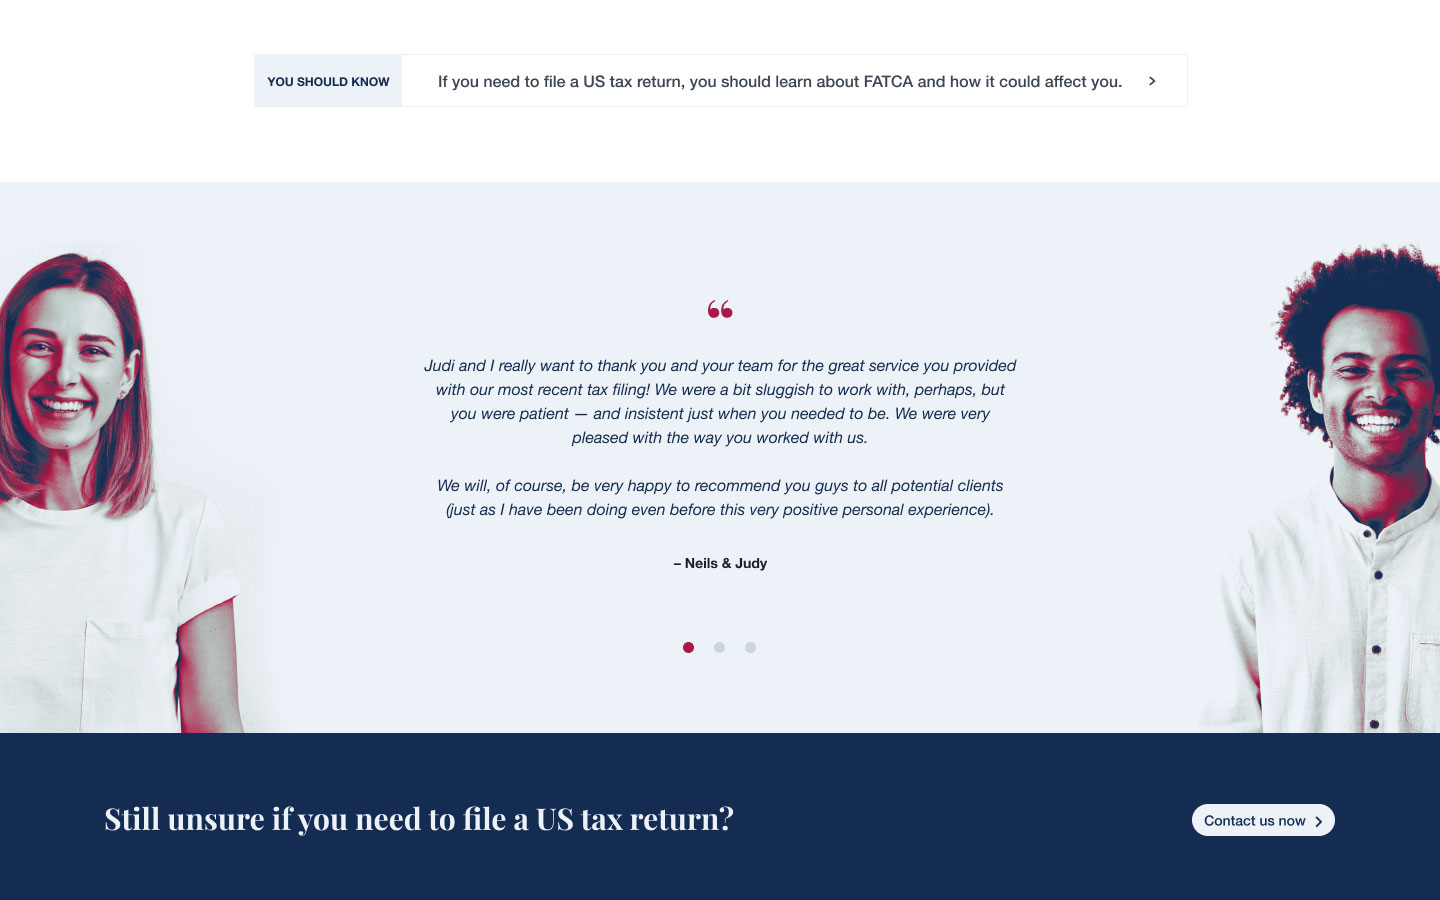 YOU SHOULD KNOW
If you need to file a US tax return, you should learn about FATCA and how it could affect you.
Judi and I really want to thank you and your team for the great service you provided
with our most recent tax filing! We were a bit sluggish to work with, perhaps, but
you were patient — and insistent just when you needed to be. We were very
pleased with the way you worked with us.
We will, of course, be very happy to recommend you guys to all potential clients
(just as I have been doing even before this very positive personal experience).
– Neils & Judy
Still unsure if you need to file a US tax return?
Contact us now